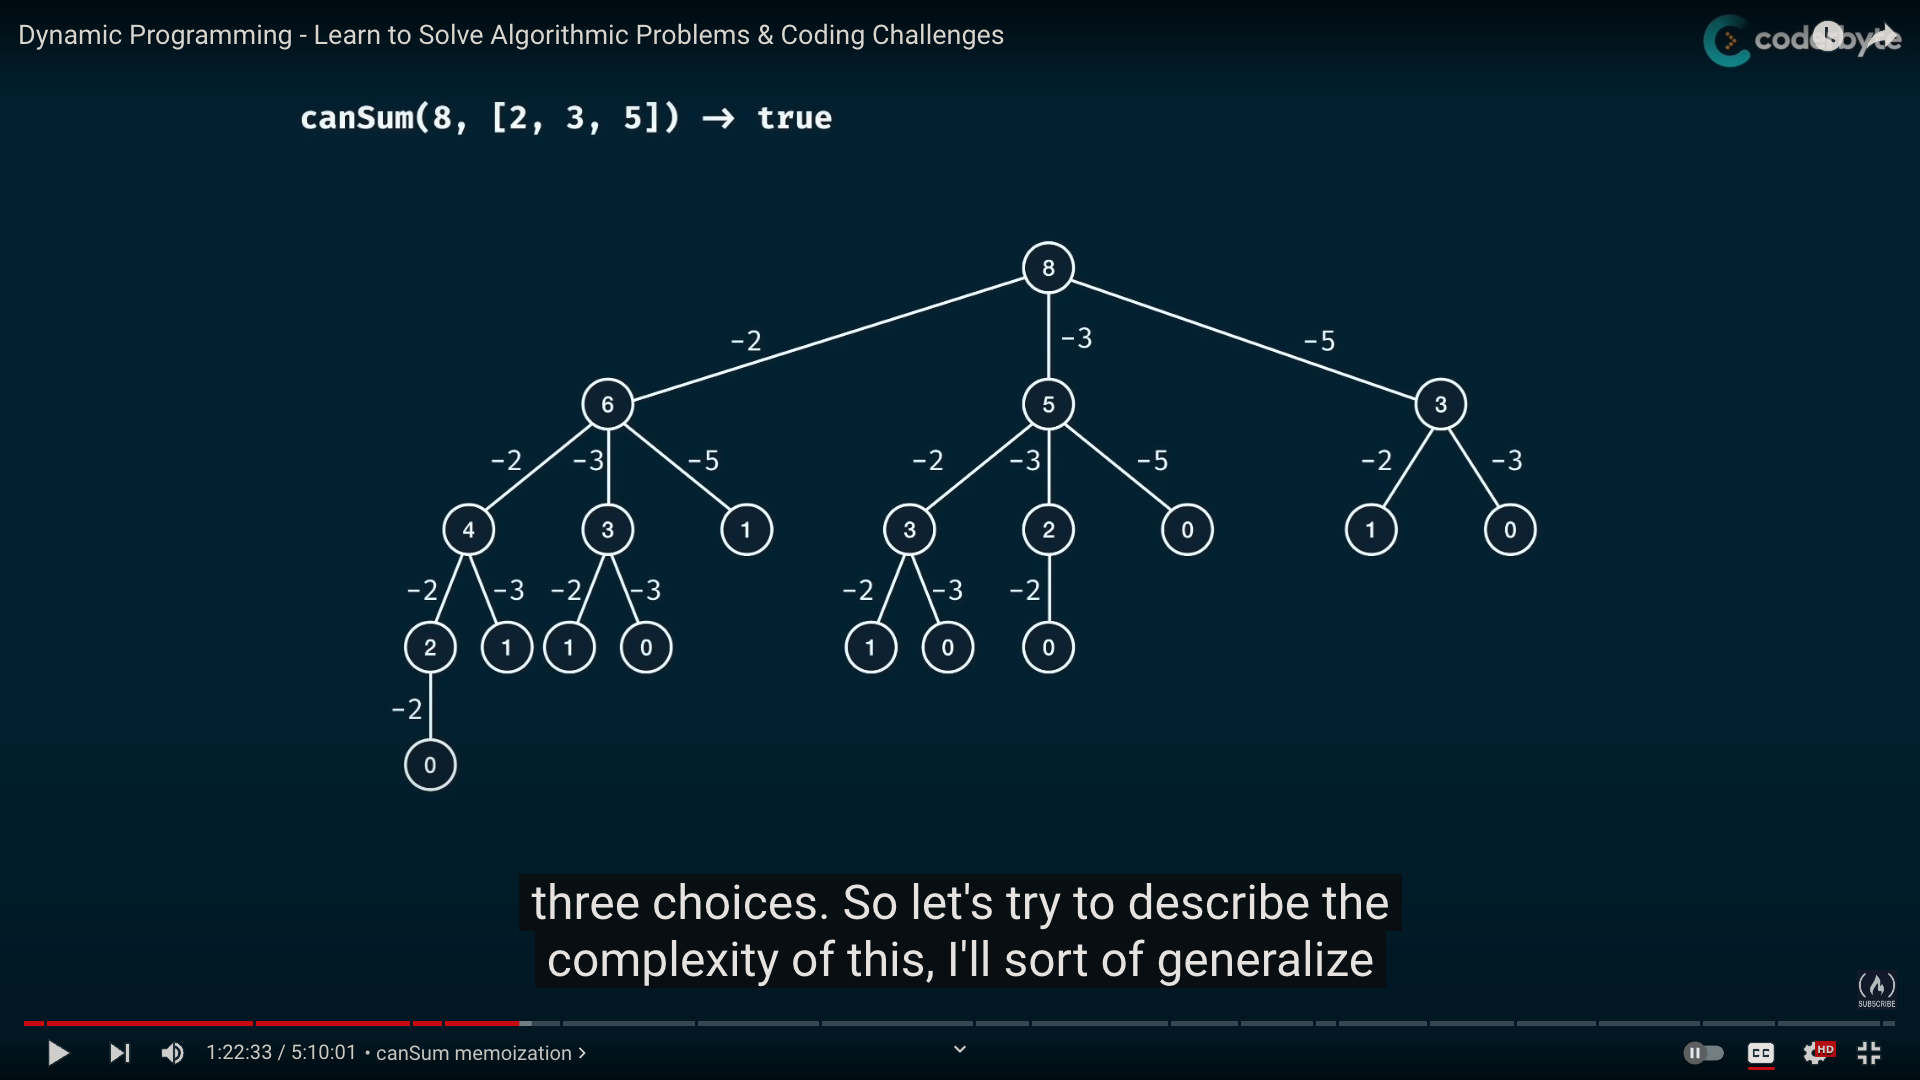 Dynamic Programming - Learn to Solve Algorithmic Problems & Coding Challenges
coderbyte
canSum(8, [2, 3, 5]) → true
8
-2 -3 -5
6 5 3
-2 -3 -5 -2 -3 -5 -2 -3
4 3 1 3 2 0 1 0
-2 -3 -2 -3 -2 -3 -2
2 1 1 0 1 0 0
-2
0
three choices. So let's try to describe the
complexity of this, I'll sort of generalize
SUBSCRIBE
1:22:33 / 5:10:01 • canSum memoization >
CC
HD